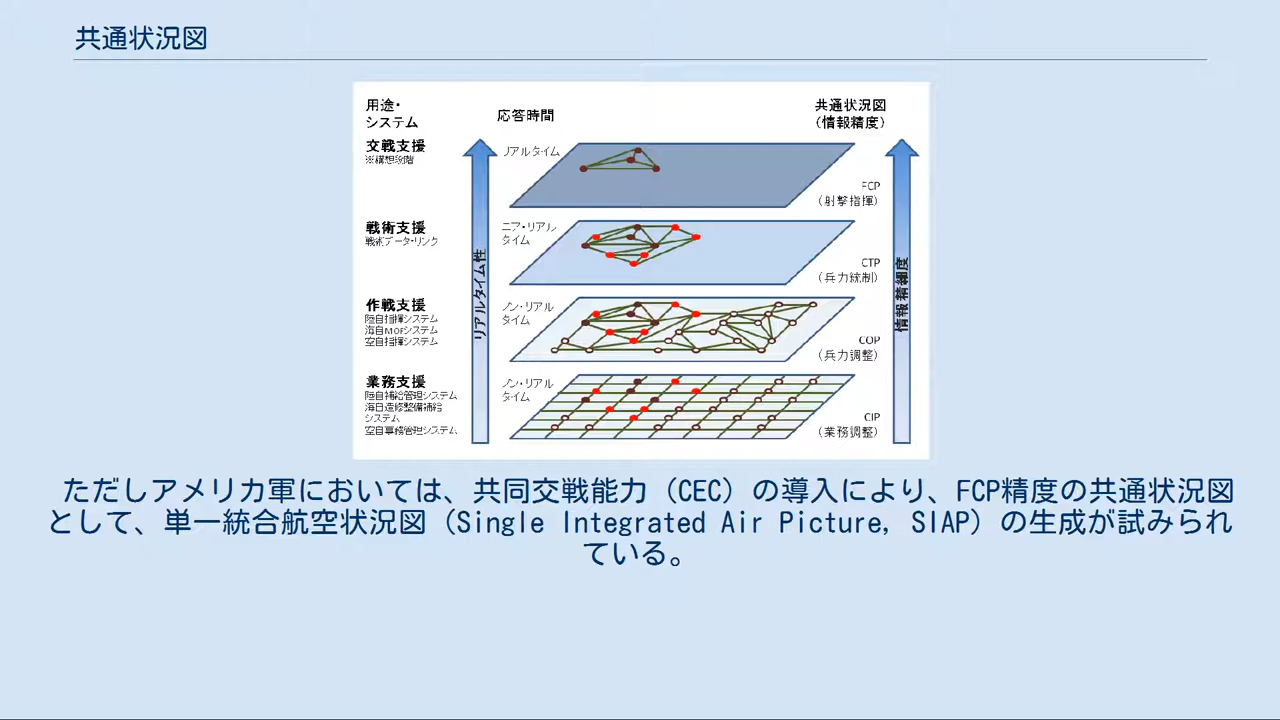 共通状況図
用途・
システム
応答時間
共通状況図
（情報精度）
交戦支援
※構想段階
リアルタイム
FCP
（射撃指揮）
戦術支援
戦術データ・リンク
ニア・リアル
タイム
CTP
（兵力統制）
リアルタイム性
情報精細度
作戦支援
陸自指揮システム
海自MOFシステム
空自指揮システム
ノン・リアル
タイム
COP
（兵力調整）
業務支援
陸自補給管理システム
海自造修整備補給
システム
空自事務管理システム
ノン・リアル
タイム
CIP
（業務調整）
ただしアメリカ軍においては、共同交戦能力（CEC）の導入により、FCP精度の共通状況図
として、単一統合航空状況図（Single Integrated Air Picture, SIAP）の生成が試みられ
ている。